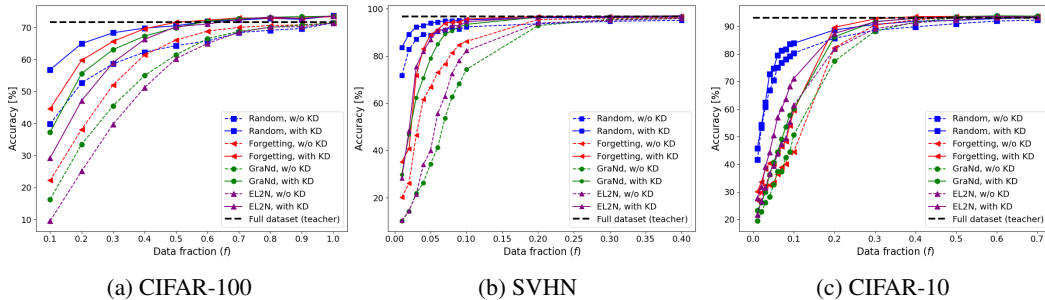 Accuracy [%]
70
60
50
40
30
20
10
0.1 0.2 0.3 0.4 0.5 0.6 0.7 0.8 0.9 1.0
Data fraction (f)
Random, w/o KD
Random, with KD
Forgetting, w/o KD
Forgetting, with KD
GraNd, w/o KD
GraNd, with KD
EL2N, w/o KD
EL2N, with KD
Full dataset (teacher)
(a) CIFAR-100
Accuracy [%]
100
80
60
40
20
0.00 0.05 0.10 0.15 0.20 0.25 0.30 0.35 0.40
Data fraction (f)
Random, w/o KD
Random, with KD
Forgetting, w/o KD
Forgetting, with KD
GraNd, w/o KD
GraNd, with KD
EL2N, w/o KD
EL2N, with KD
Full dataset (teacher)
(b) SVHN
Accuracy [%]
90
80
70
60
50
40
30
20
0.0 0.1 0.2 0.3 0.4 0.5 0.6 0.7
Data fraction (f)
Random, w/o KD
Random, with KD
Forgetting, w/o KD
Forgetting, with KD
GraNd, w/o KD
GraNd, with KD
EL2N, w/o KD
EL2N, with KD
Full dataset (teacher)
(c) CIFAR-10